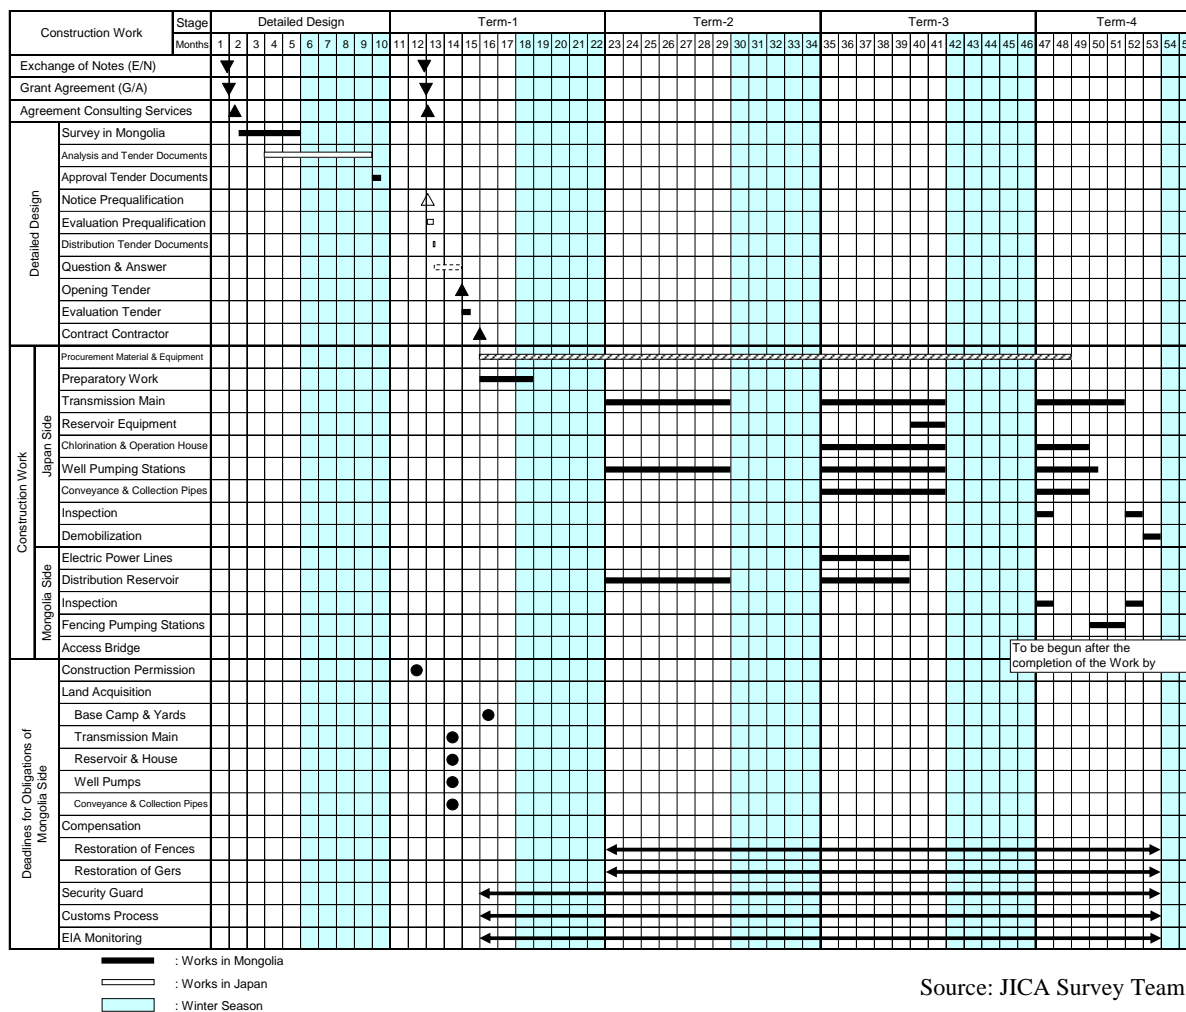 Construction Work Stage Detailed Design Term-1 Term-2 Term-3 Term-4
Months 1 2 3 4 5 6 7 8 9 10 11 12 13 14 15 16 17 18 19 20 21 22 23 24 25 26 27 28 29 30 31 32 33 34 35 36 37 38 39 40 41 42 43 44 45 46 47 48 49 50 51 52 53 54
Exchange of Notes (E/N)
Grant Agreement (G/A)
Agreement Consulting Services
Detailed Design
Survey in Mongolia
Analysis and Tender Documents
Approval Tender Documents
Notice Prequalification
Evaluation Prequalification
Distribution Tender Documents
Question & Answer
Opening Tender
Evaluation Tender
Contract Contractor
Construction Work
Japan Side
Procurement Material & Equipment
Preparatory Work
Transmission Main
Reservoir Equipment
Chlorination & Operation House
Well Pumping Stations
Conveyance & Collection Pipes
Inspection
Demobilization
Mongolia Side
Electric Power Lines
Distribution Reservoir
Inspection
Fencing Pumping Stations
Access Bridge
To be begun after the
completion of the Work by
Deadlines for Obligations of
Mongolia Side
Construction Permission
Land Acquisition
Base Camp & Yards
Transmission Main
Reservoir & House
Well Pumps
Conveyance & Collection Pipes
Compensation
Restoration of Fences
Restoration of Gers
Security Guard
Customs Process
EIA Monitoring
: Works in Mongolia
: Works in Japan
: Winter Season
Source: JICA Survey Team